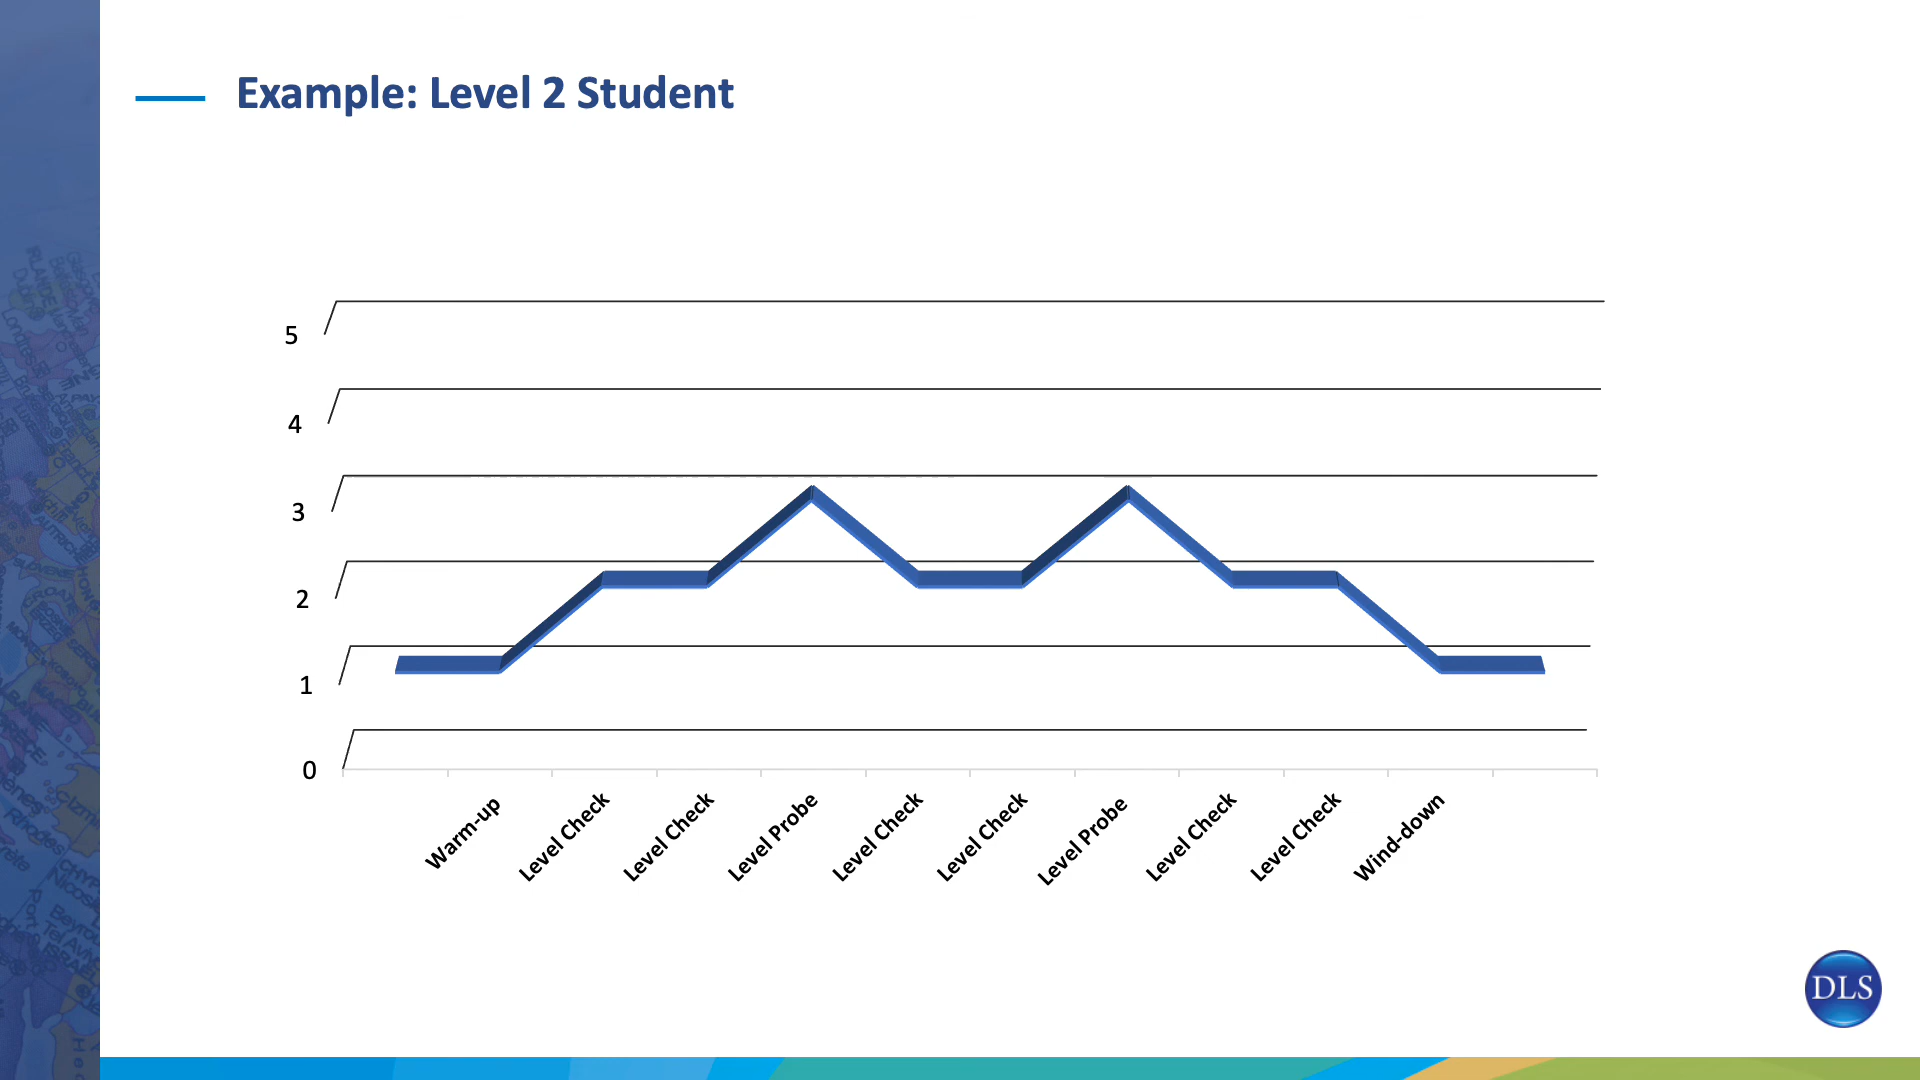 Example: Level 2 Student
5
4
3
2
1
0
Warm-up
Level Check
Level Check
Level Probe
Level Check
Level Check
Level Probe
Level Check
Level Check
Wind-down
DLS